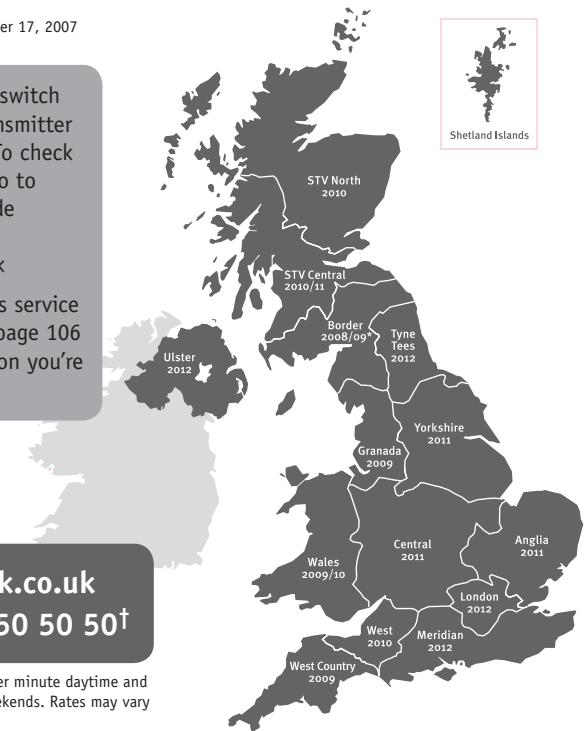 er 17, 2007
switch
nsmitter
To check
o to
de
k
s service
page 106
on you're
k.co.uk
50 50 50†
er minute daytime and
ekends. Rates may vary
Shetland Islands
STV North
2010
STV Central
2010/11
Border
2008/09*
Tyne
Tees
2012
Ulster
2012
Granada
2009
Yorkshire
2011
Wales
2009/10
Central
2011
Anglia
2011
London
2012
West
2010
Meridian
2012
West Country
2009